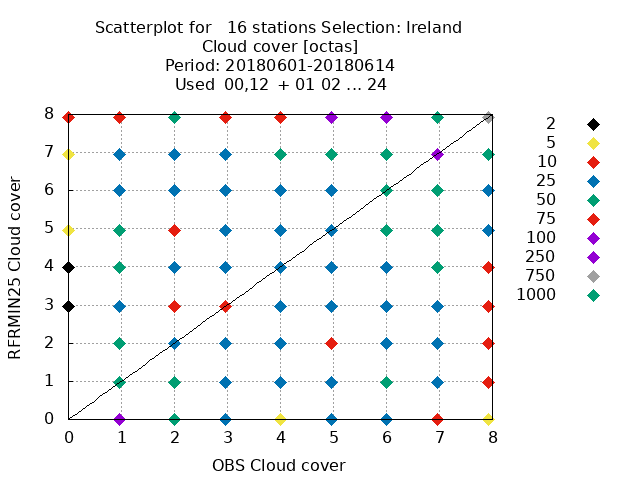 Scatterplot for   16 stations Selection: Ireland
Cloud cover [octas]
Period: 20180601-20180614
Used  00,12  + 01 02 ... 24
RFRMIN25 Cloud cover
8
7
6
5
4
3
2
1
0
0 1 2 3 4 5 6 7 8
OBS Cloud cover
2
5
10
25
50
75
100
250
750
1000